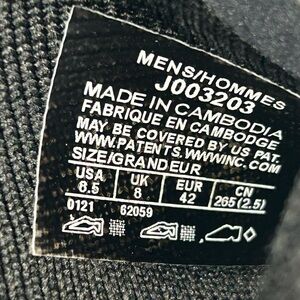 MENS/HOMMES
J003203
MADE IN CAMBODIA
FABRIQUE EN CAMBODGE
MAY BE COVERED BY US PAT.
WWW.PATENTS.WWWINC.COM
SIZE/GRANDEUR
USA UK EUR CN
8.5 8 42 265(2.5)
0121 62059